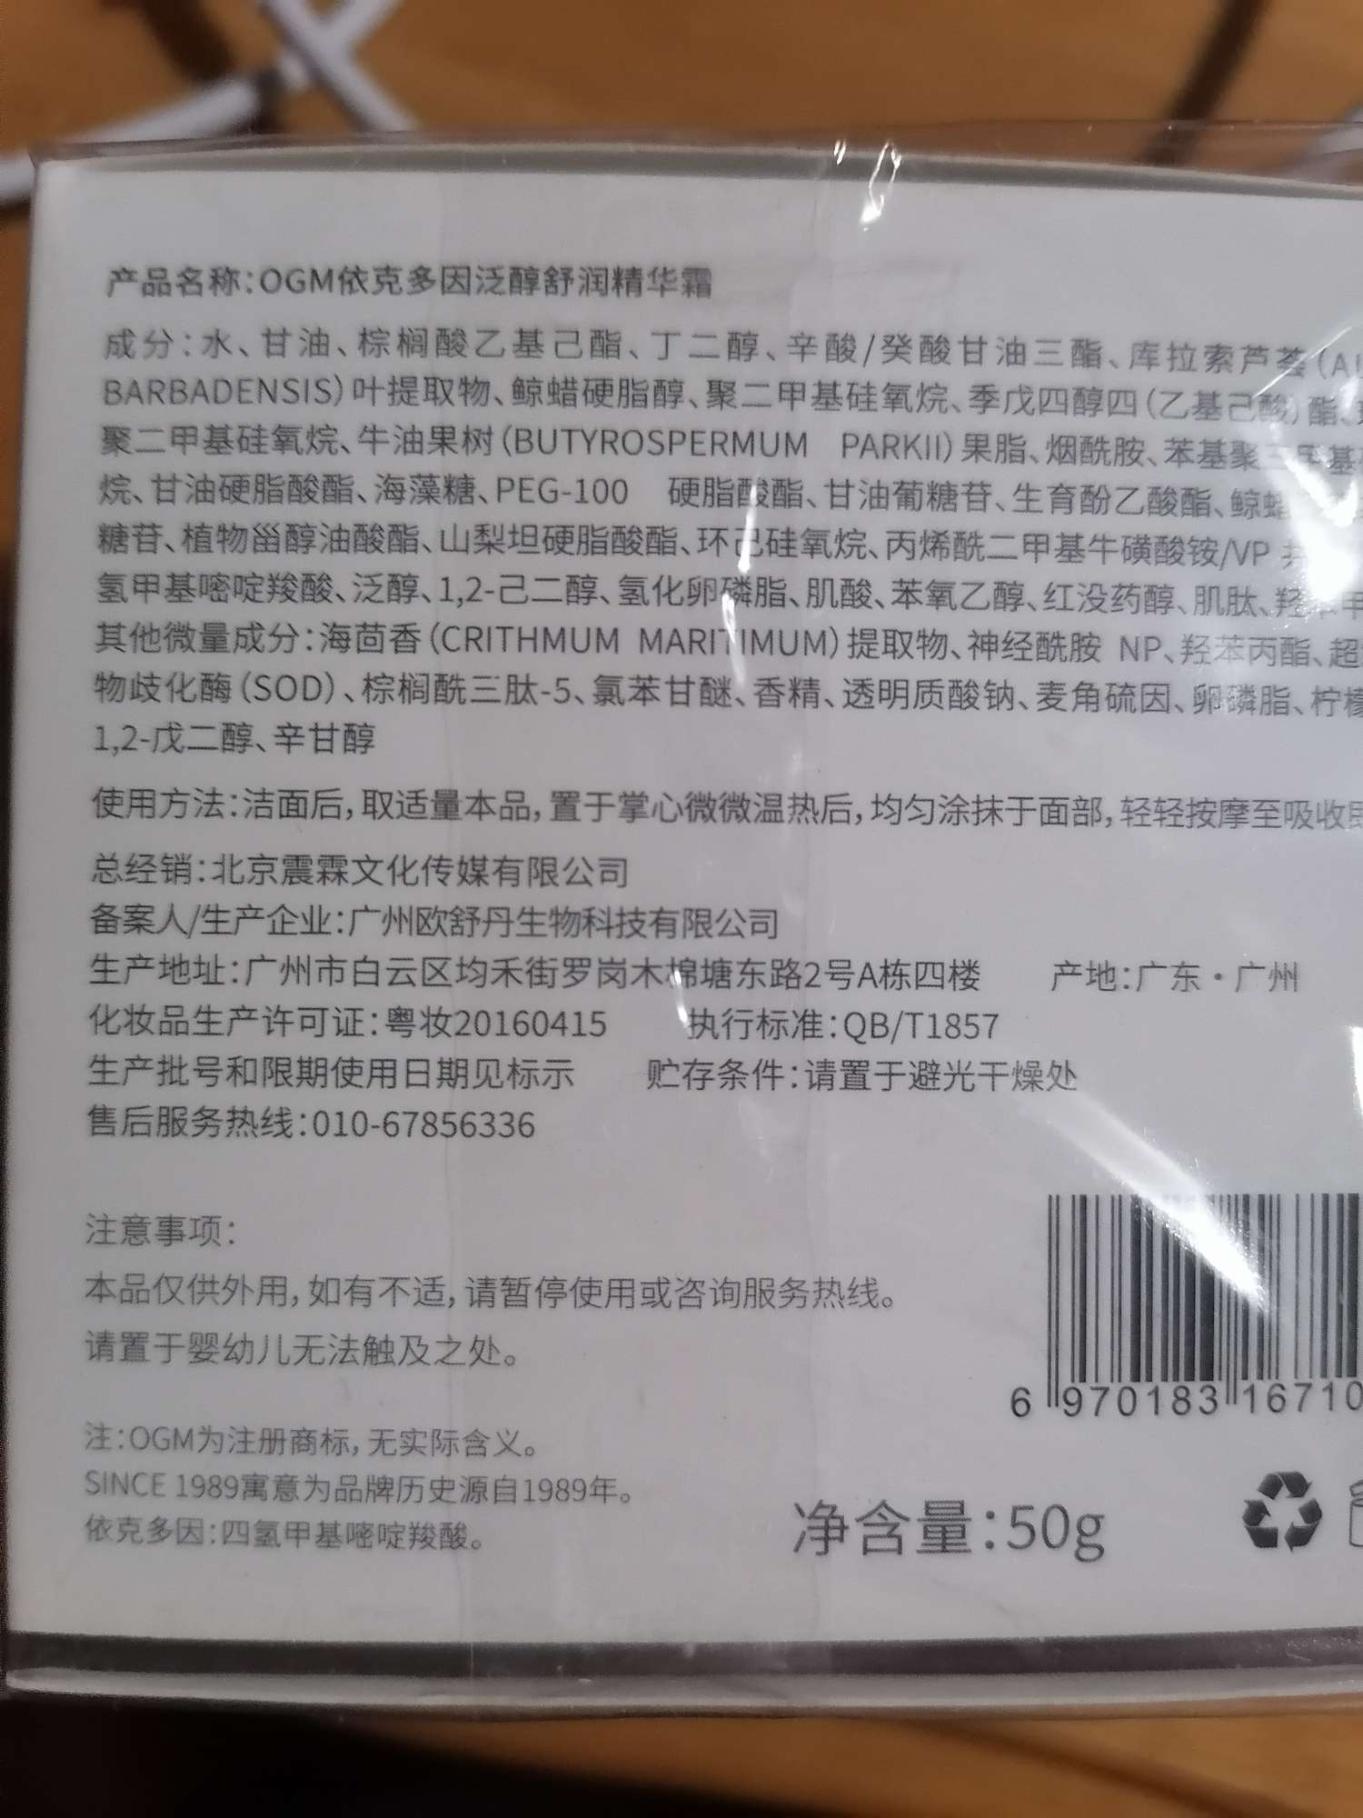 产品名称:OGM依克多因泛醇舒润精华霜
成分:水、甘油、棕榈酸乙基己酯、丁二醇、辛酸/癸酸甘油三酯、库拉索芦荟(
BARBADENSIS)叶提取物、鲸蜡硬脂醇、聚二甲基硅氧烷、季戊四醇四(乙基己酸)酯、
聚二甲基硅氧烷、牛油果树(BUTYROSPERMUM PARKII)果脂、烟酰胺、苯基聚三甲基
烷、甘油硬脂酸酯、海藻糖、PEG-100 硬脂酸酯、甘油葡糖苷、生育酚乙酸酯、鲸蜡
糖苷、植物甾醇油酸酯、山梨坦硬脂酸酯、环己硅氧烷、丙烯酰二甲基牛磺酸铵/VP
氢甲基嘧啶羧酸、泛醇、1,2-己二醇、氢化卵磷脂、肌酸、苯氧乙醇、红没药醇、肌肽、羟苯甲
其他微量成分:海茴香(CRITHMUM MARITIMUM)提取物、神经酰胺 NP、羟苯丙酯、超
物歧化酶(SOD)、棕榈酰三肽-5、氯苯甘醚、香精、透明质酸钠、麦角硫因、卵磷脂、柠檬
1,2-戊二醇、辛甘醇
使用方法:洁面后,取适量本品,置于掌心微微温热后,均匀涂抹于面部,轻轻按摩至吸收
总经销:北京震霖文化传媒有限公司
备案人/生产企业:广州欧舒丹生物科技有限公司
生产地址:广州市白云区均禾街罗岗木棉塘东路2号A栋四楼 产地:广东·广州
化妆品生产许可证:粤妆20160415 执行标准:QB/T1857
生产批号和限期使用日期见标示 贮存条件:请置于避光干燥处
售后服务热线:010-67856336
注意事项:
本品仅供外用,如有不适,请暂停使用或咨询服务热线。
请置于婴幼儿无法触及之处。
6 970183 16710
注:OGM为注册商标,无实际含义。
SINCE 1989寓意为品牌历史源自1989年。
依克多因:四氢甲基嘧啶羧酸。
净含量:50g